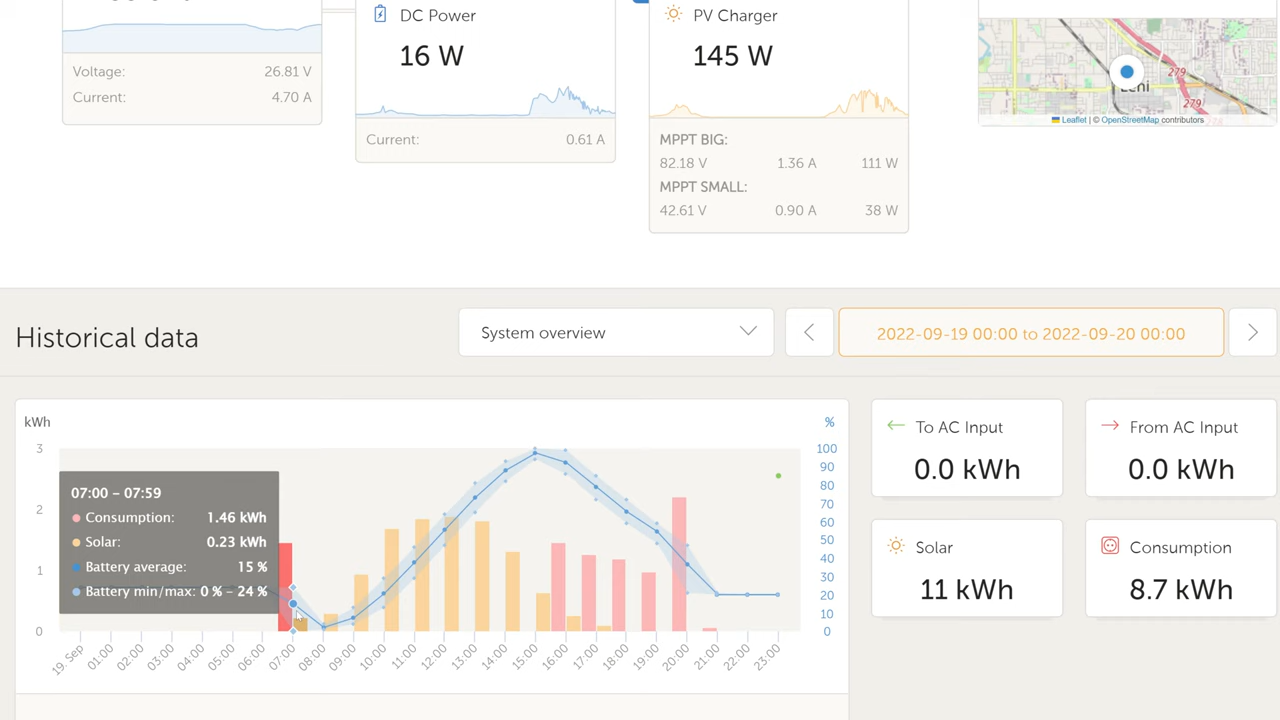 DC Power
16 W
PV Charger
145 W
Voltage: 26.81 V
Current: 4.70 A
Current: 0.61 A
MPPT BIG:
82.18 V 1.36 A 111 W
MPPT SMALL:
42.61 V 0.90 A 38 W
279
279
Lehi
Leaflet | © OpenStreetMap contributors
Historical data
System overview
2022-09-19 00:00 to 2022-09-20 00:00
kWh
%
3
2
1
0
100
90
80
70
60
50
40
30
20
10
0
07:00 – 07:59
Consumption: 1.46 kWh
Solar: 0.23 kWh
Battery average: 15 %
Battery min/max: 0 % – 24 %
19. Sep 01:00 02:00 03:00 04:00 05:00 06:00 07:00 08:00 09:00 10:00 11:00 12:00 13:00 14:00 15:00 16:00 17:00 18:00 19:00 20:00 21:00 22:00 23:00
To AC Input
0.0 kWh
From AC Input
0.0 kWh
Solar
11 kWh
Consumption
8.7 kWh